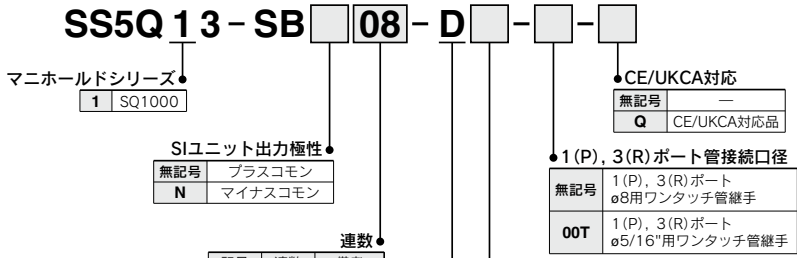 SS5Q 1 3-SB 08-D - -
マニホールドシリーズ
1 SQ1000
CE/UKCA対応
無記号 —
Q CE/UKCA対応品
SIユニット出力極性
無記号 プラスコモン
N マイナスコモン
1(P), 3(R)ポート管接続口径
無記号 1(P), 3(R)ポート
ø8用ワンタッチ管継手
00T 1(P), 3(R)ポート
ø5/16"用ワンタッチ管継手
連数